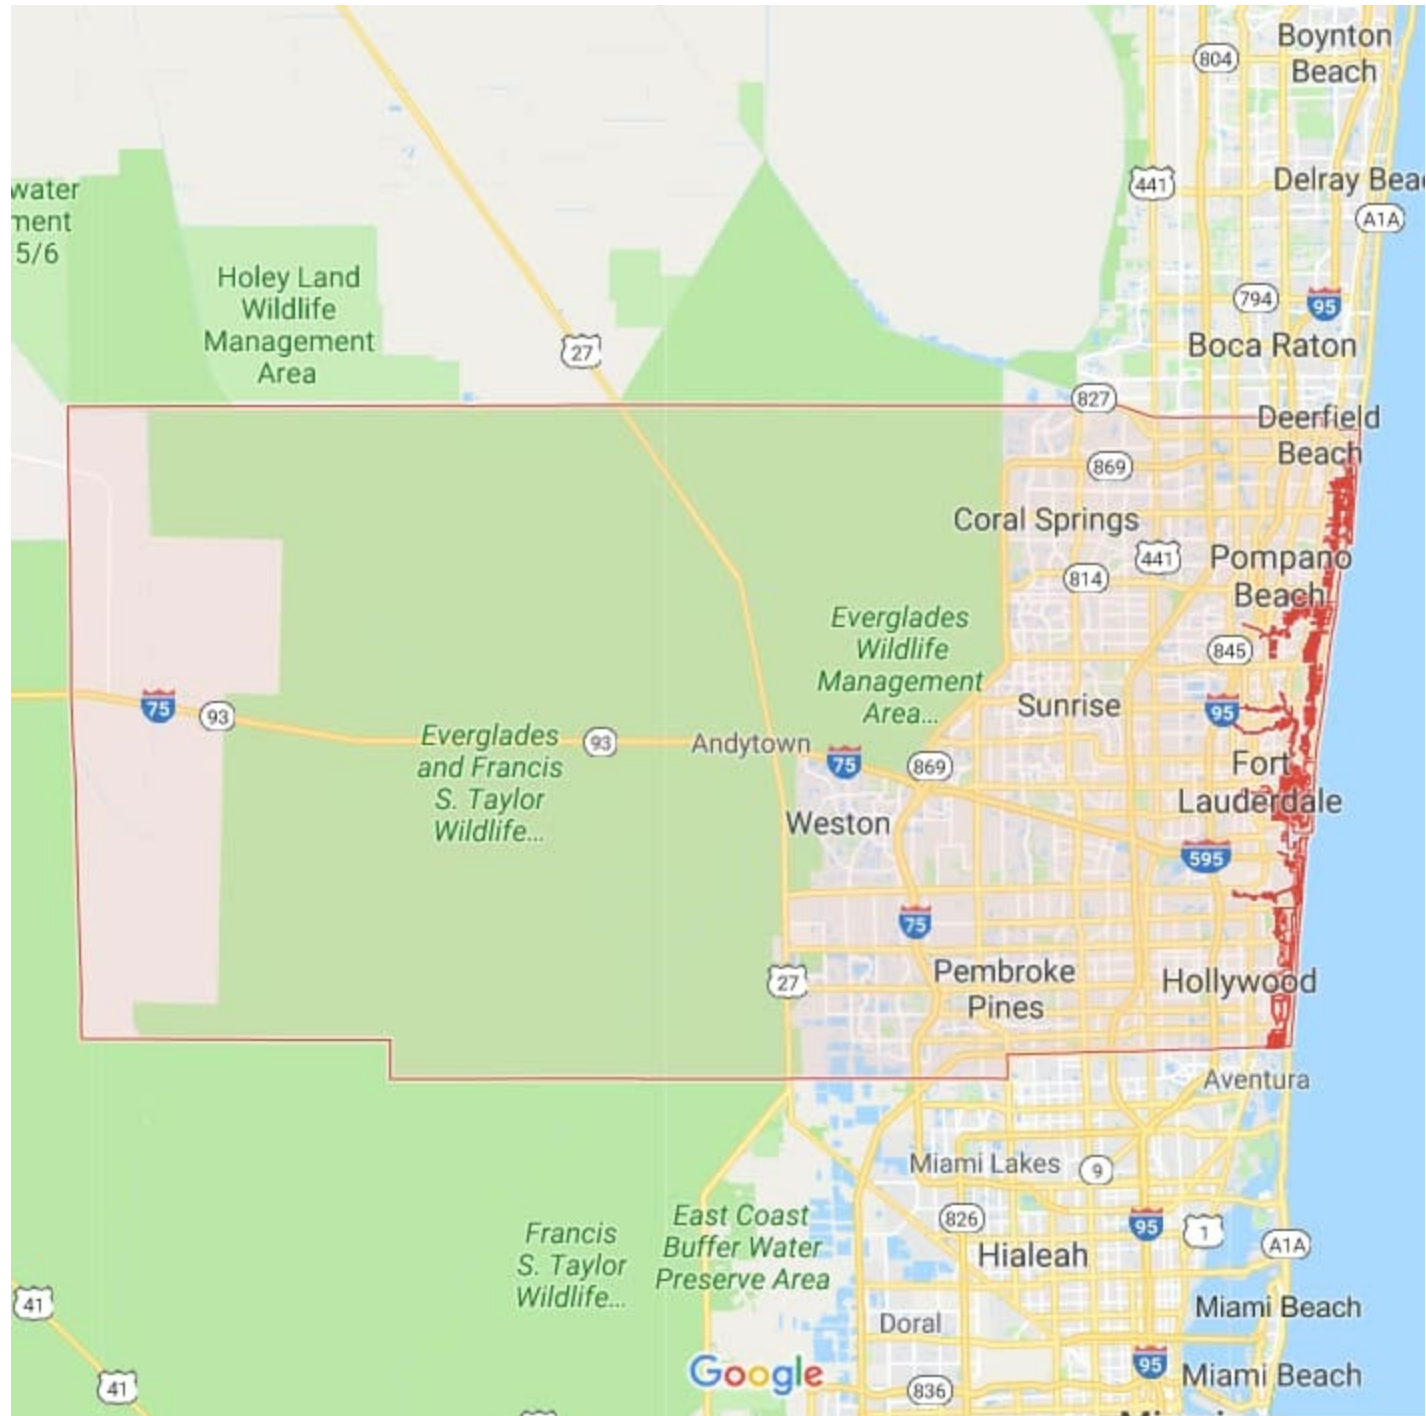 Boynton
Beach
804
water
ment
5/6
441
Delray Bea
A1A
Holey Land
Wildlife
Management
Area
794
95
27
Boca Raton
827
Deerfield
Beach
869
Coral Springs
441
Pompano
Beach
814
Everglades
Wildlife
Management
Area...
845
75
93
Sunrise
95
Everglades
and Francis
S. Taylor
Wildlife...
93
Andytown
75
869
Fort
Lauderdale
Weston
595
75
27
Pembroke
Pines
Hollywood
Aventura
Miami Lakes
9
East Coast
Buffer Water
Preserve Area
Francis
S. Taylor
Wildlife...
826
95
1
A1A
Hialeah
41
Miami Beach
Doral
95
Google
Miami Beach
41
836